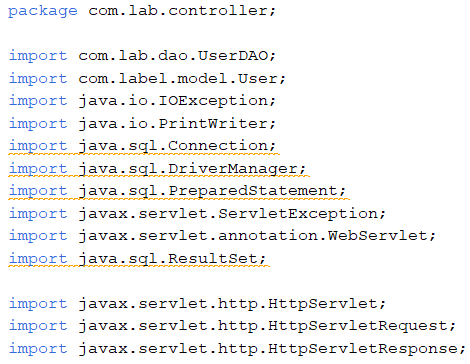 package com.lab.controller;
import com.lab.dao.UserDAO;
import com.label.model.User;
import java.io.IOException;
import java.io.PrintWriter;
import java.sql.Connection;
import java.sql.DriverManager;
import java.sql.PreparedStatement;
import javax.servlet.ServletException;
import javax.servlet.annotation.WebServlet;
import java.sql.ResultSet;
import javax.servlet.http.HttpServlet;
import javax.servlet.http.HttpServletRequest;
import javax.servlet.http.HttpServletResponse;